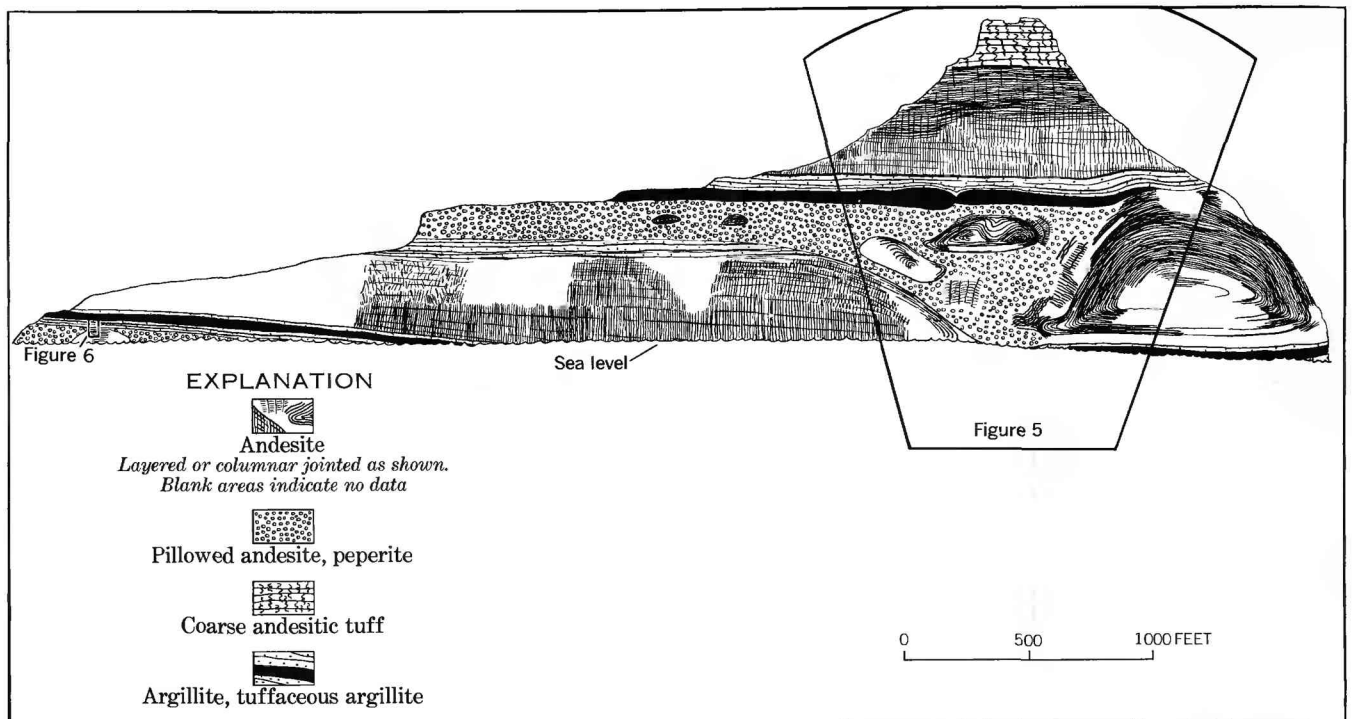 Figure 6
Sea level
Figure 5
EXPLANATION
Andesite
Layered or columnar jointed as shown.
Blank areas indicate no data
Pillowed andesite, peperite
Coarse andesitic tuff
Argillite, tuffaceous argillite
0 500 1000 FEET